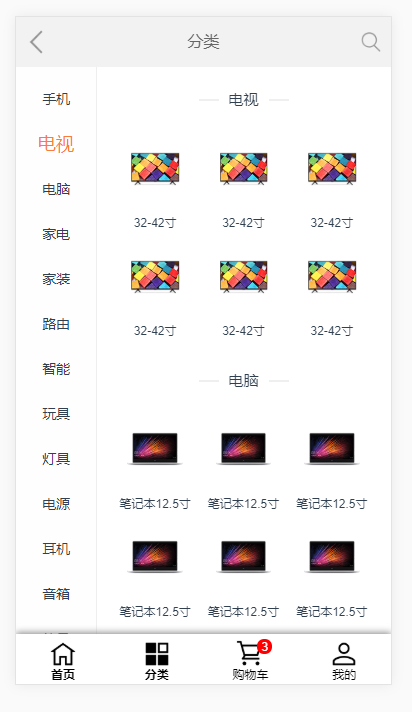 分类
手机
电视
电脑
家电
家装
路由
智能
玩具
灯具
电源
耳机
音箱
电视
32-42寸 32-42寸 32-42寸
32-42寸 32-42寸 32-42寸
电脑
笔记本12.5寸 笔记本12.5寸 笔记本12.5寸
笔记本12.5寸 笔记本12.5寸 笔记本12.5寸
3
首页 分类 购物车 我的